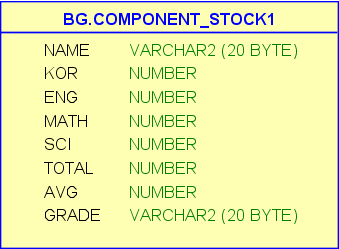 BG.COMPONENT_STOCK1
NAME VARCHAR2 (20 BYTE)
KOR NUMBER
ENG NUMBER
MATH NUMBER
SCI NUMBER
TOTAL NUMBER
AVG NUMBER
GRADE VARCHAR2 (20 BYTE)